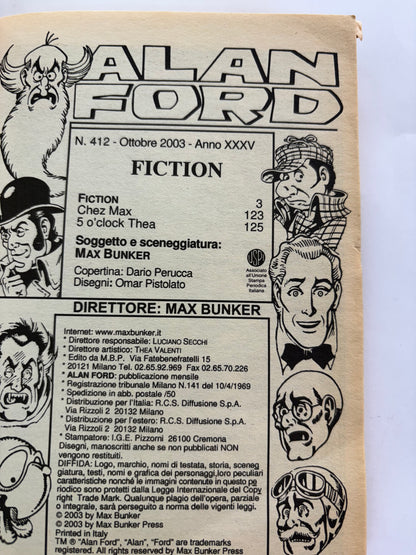 ALAN
FORD
N. 412 - Ottobre 2003 - Anno XXXV
FICTION
FICTION 3
Chez Max 123
5 o'clock Thea 125
Soggetto e sceneggiatura:
MAX BUNKER
Copertina: Dario Perucca
Disegni: Omar Pistolato
Associato
all'Unione
Stampa
Periodica
Italiana
DIRETTORE: MAX BUNKER
Internet: www.maxbunker.it
* Direttore responsabile: LUCIANO SECCHI
* Direttore artistico: THEA VALENTI
* Edito da M.B.P. Via Fatebenefratelli 15
* 20121 Milano Tel. 02.65.92.969 Fax 02.65.70.226
* ALAN FORD: pubblicazione mensile
* Registrazione tribunale Milano N.141 del 10/4/1969
* Spedizione in abb. postale /50
* Distribuzione per l'Italia: R.C.S. Diffusione S.p.A.
Via Rizzoli 2 20132 Milano
* Distribuzione per l'estero: R.C.S. Diffusione S.p.A.
Via Rizzoli 2 20132 Milano
* Stampatore: I.G.E. Pizzorni 26100 Cremona
Disegni, manoscritti anche se non pubblicati NON
vengono restituiti.
DIFFIDA: Logo, marchio, nomi di testata, storia, sceneg
giatura, testi, nomi e grafica dei personaggi,loro peculiari
caratteristiche nonché le immagini contenute in questo pe
riodico sono protetti dalla Legge Internazionale del Copy
right Trade Mark. Qualunque plagio dell'opera, parziale
o integrale, sarà perseguito a norma delle vigenti leggi.
© 2003 by Max Bunker
© 2003 by Max Bunker Press
Printed in Italy
TM ® "Alan Ford", "Alan", "Ford" are trademarks
registered. All rights reserved by Max Bunker Press